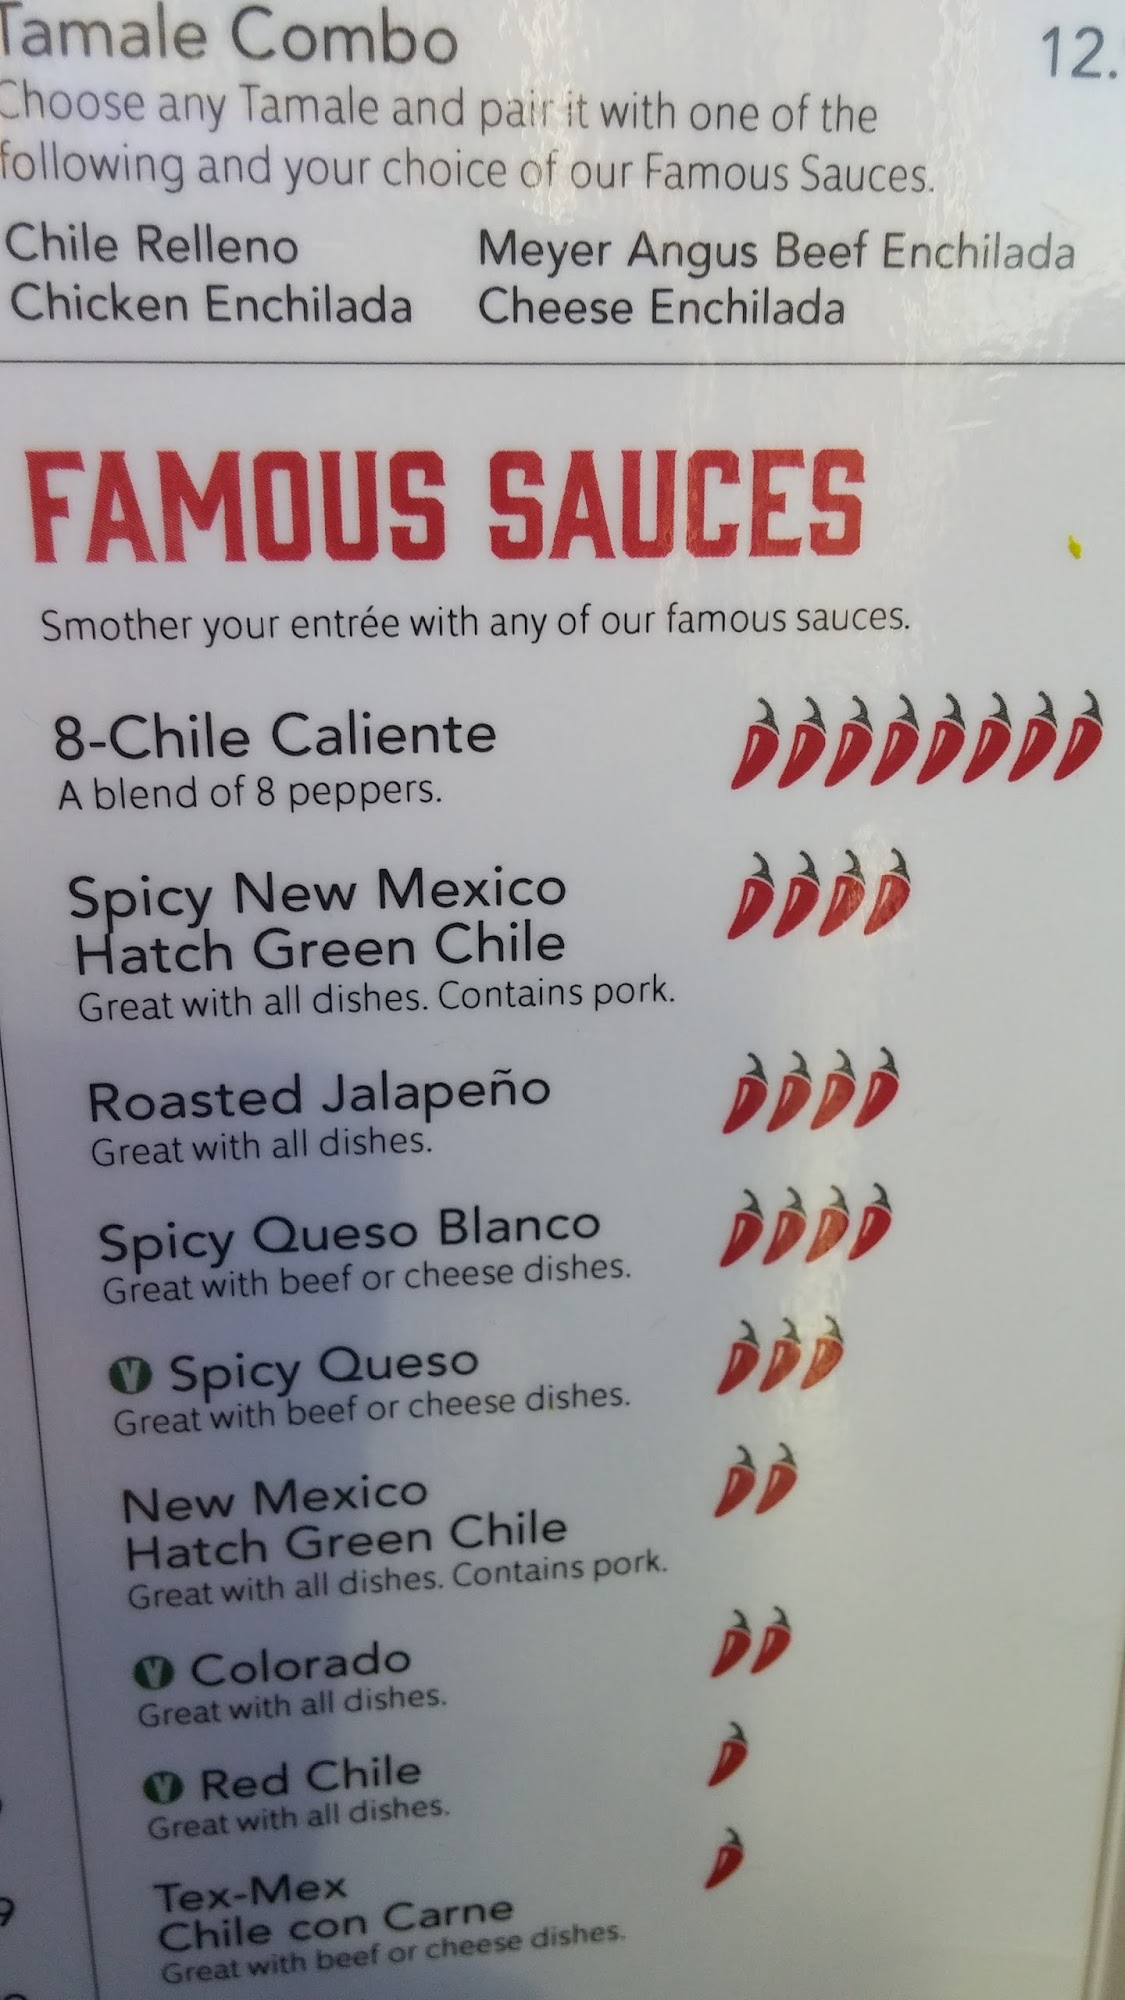 Tamale Combo 12.
Choose any Tamale and pair it with one of the
following and your choice of our Famous Sauces.
Chile Relleno Meyer Angus Beef Enchilada
Chicken Enchilada Cheese Enchilada
FAMOUS SAUCES
Smother your entrée with any of our famous sauces.
8-Chile Caliente
A blend of 8 peppers.
Spicy New Mexico
Hatch Green Chile
Great with all dishes. Contains pork.
Roasted Jalapeño
Great with all dishes.
Spicy Queso Blanco
Great with beef or cheese dishes.
V Spicy Queso
Great with beef or cheese dishes.
New Mexico
Hatch Green Chile
Great with all dishes. Contains pork.
V Colorado
Great with all dishes.
V Red Chile
Great with all dishes.
Tex-Mex
Chile con Carne
Great with beef or cheese dishes.